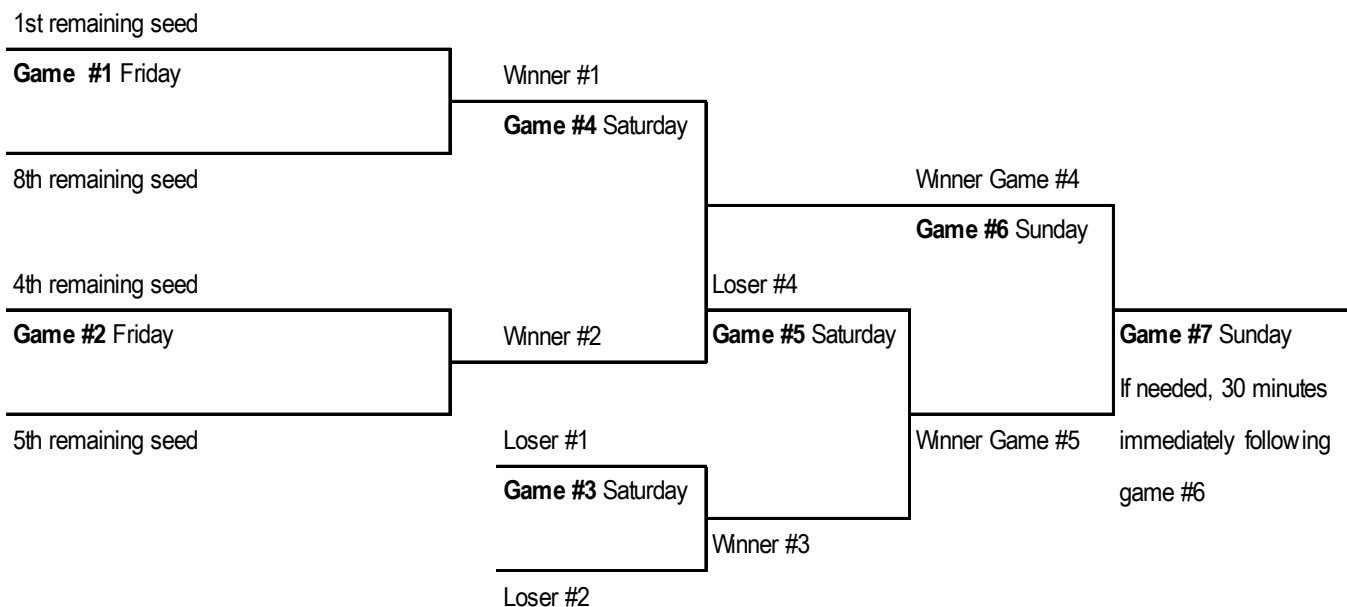 1st remaining seed
Game #1 Friday
Winner #1
Game #4 Saturday
8th remaining seed
Winner Game #4
Game #6 Sunday
4th remaining seed
Loser #4
Game #2 Friday
Winner #2
Game #5 Saturday
Game #7 Sunday
If needed, 30 minutes
5th remaining seed
Loser #1
Winner Game #5
immediately following
Game #3 Saturday
game #6
Winner #3
Loser #2